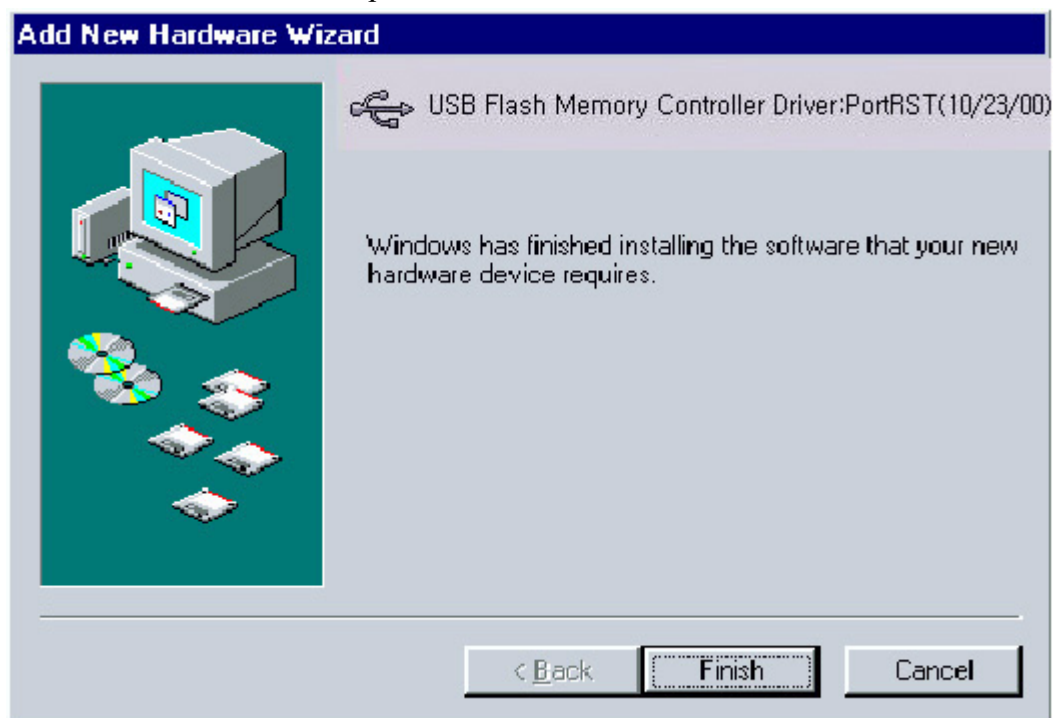 Add New Hardware Wizard
USB Flash Memory Controller Driver:PortRST(10/23/00)
Windows has finished installing the software that your new
hardware device requires.
< Back
Finish
Cancel